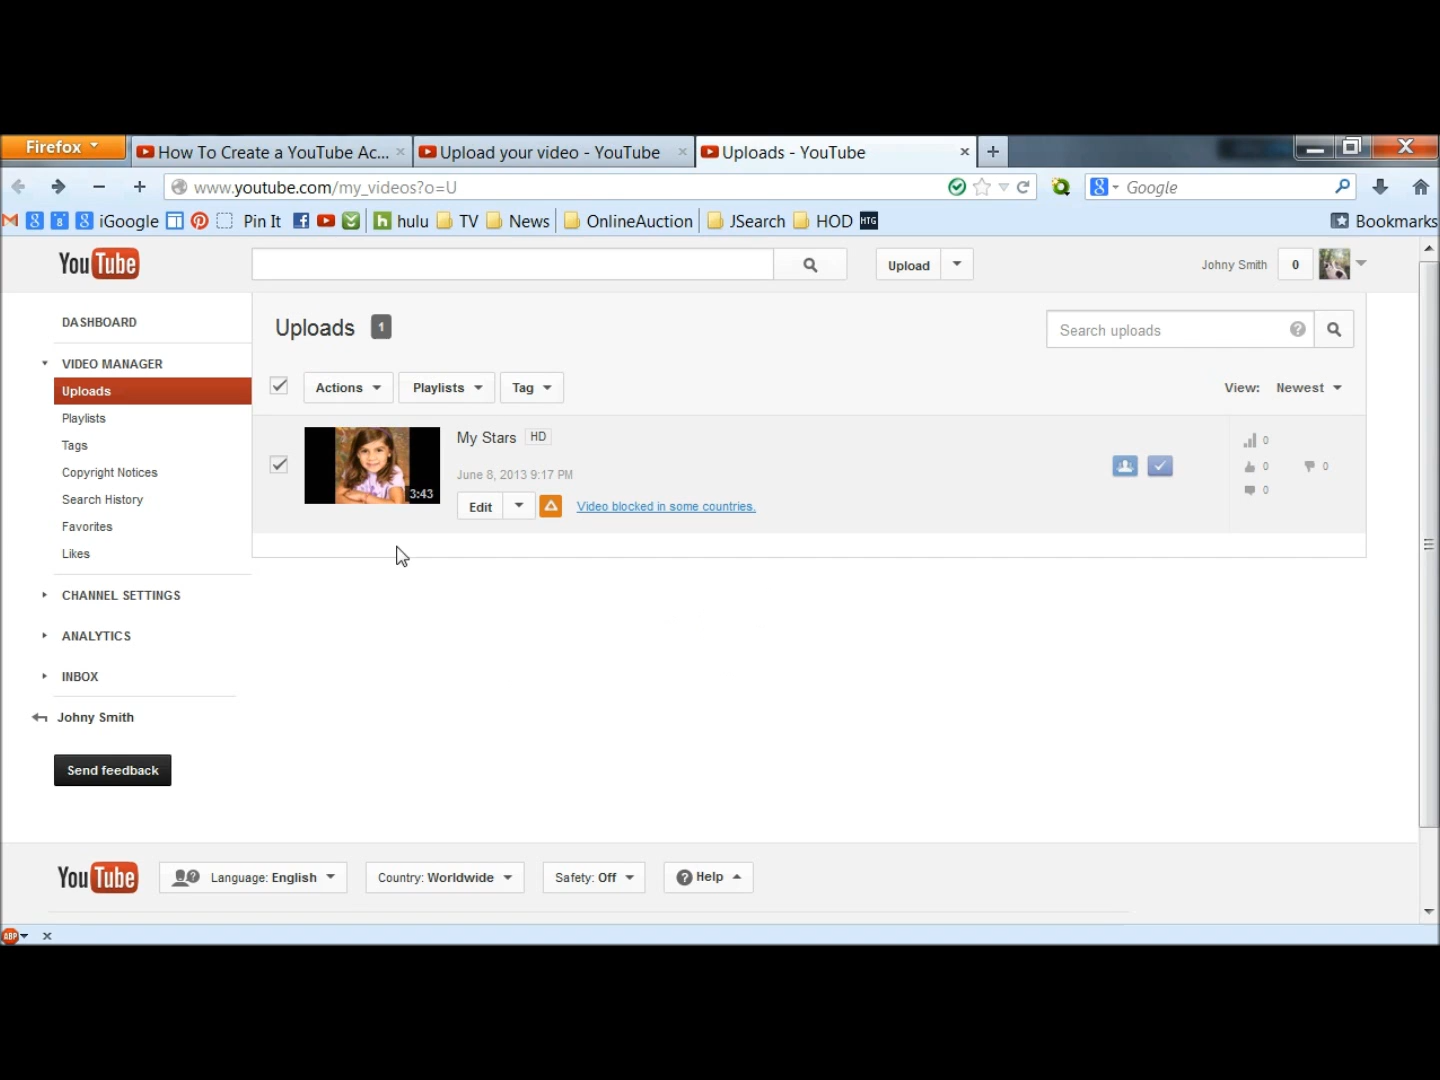 Firefox
How To Create a YouTube Ac...
Upload your video - YouTube
Uploads - YouTube
www.youtube.com/my_videos?o=U
Google
iGoogle
Pin It
hulu
TV
News
OnlineAuction
JSearch
HOD
HTG
Bookmarks
YouTube
Upload
Johny Smith
0
DASHBOARD
VIDEO MANAGER
Uploads
Playlists
Tags
Copyright Notices
Search History
Favorites
Likes
CHANNEL SETTINGS
ANALYTICS
INBOX
Johny Smith
Send feedback
Uploads 1
Search uploads
Actions
Playlists
Tag
View: Newest
3:43
My Stars HD
June 8, 2013 9:17 PM
Edit
Video blocked in some countries.
0
0 0
0
YouTube
Language: English
Country: Worldwide
Safety: Off
Help
ABP